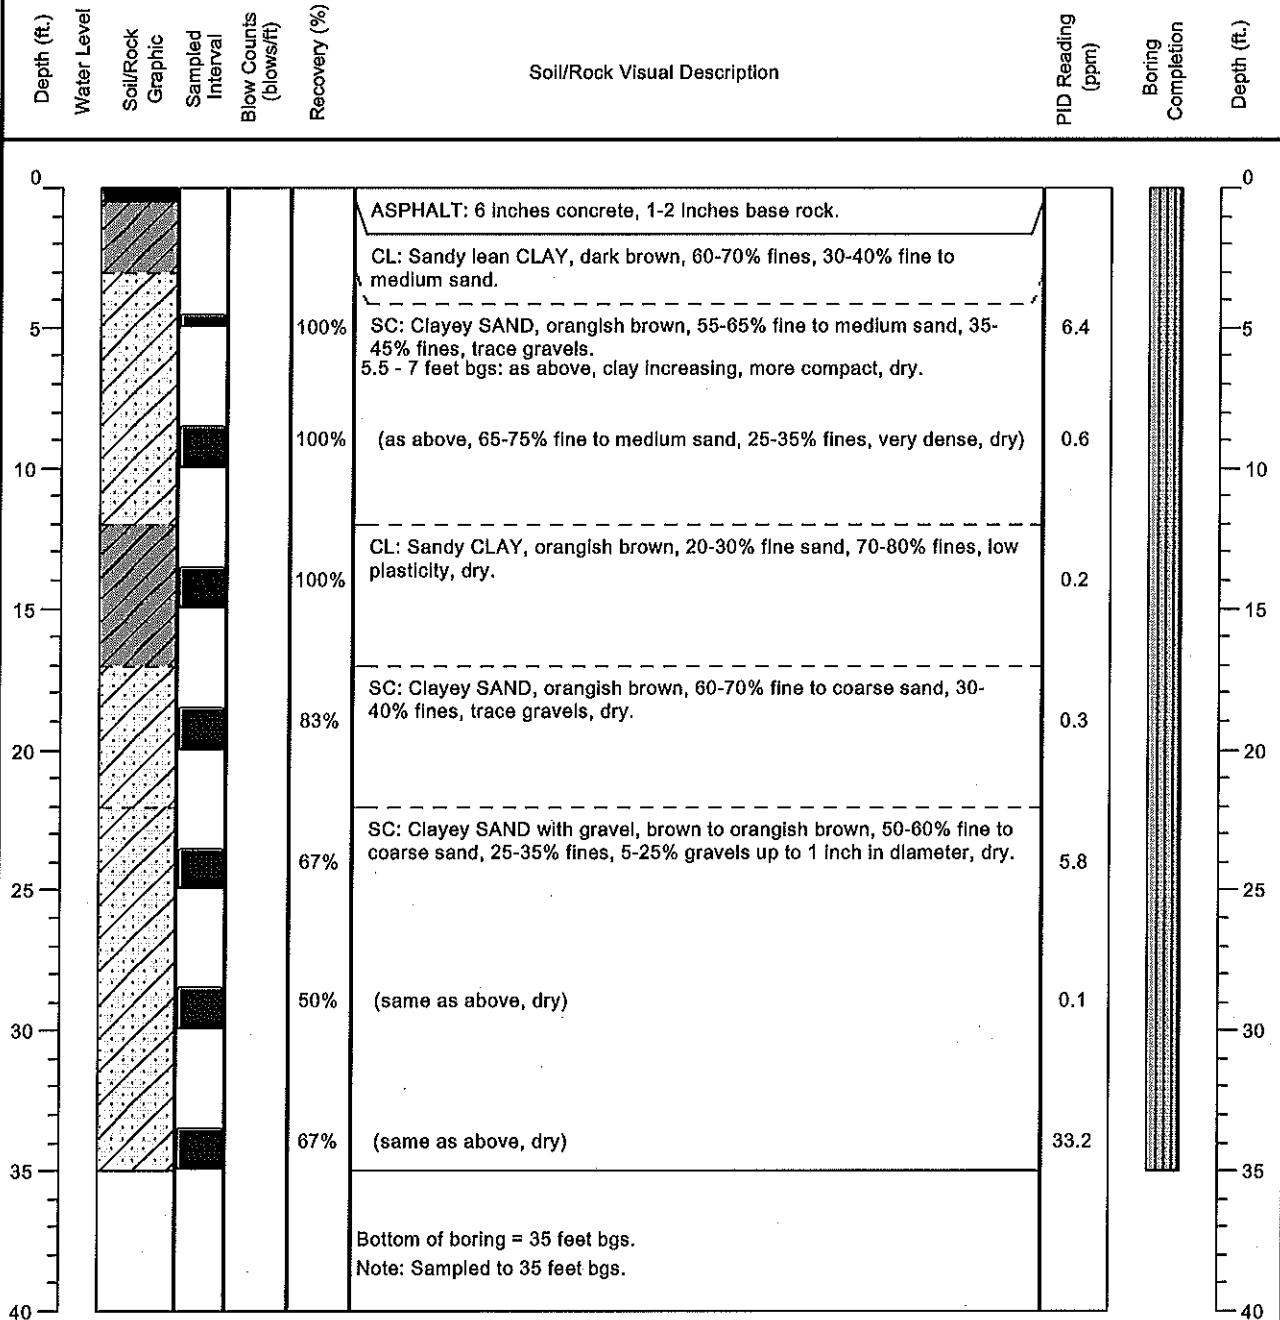 Depth (ft.)
Water Level
Soil/Rock
Graphic
Sampled
Interval
Blow Counts
(blows/ft)
Recovery (%)
Soil/Rock Visual Description
PID Reading
(ppm)
Boring
Completion
Depth (ft.)
0
0
ASPHALT: 6 inches concrete, 1-2 inches base rock.
CL: Sandy lean CLAY, dark brown, 60-70% fines, 30-40% fine to
medium sand.
5
100%
SC: Clayey SAND, orangish brown, 55-65% fine to medium sand, 35-
45% fines, trace gravels.
6.4
5
5.5 - 7 feet bgs: as above, clay increasing, more compact, dry.
100%
(as above, 65-75% fine to medium sand, 25-35% fines, very dense, dry)
0.6
10
10
CL: Sandy CLAY, orangish brown, 20-30% fine sand, 70-80% fines, low
plasticity, dry.
100%
0.2
15
15
SC: Clayey SAND, orangish brown, 60-70% fine to coarse sand, 30-
40% fines, trace gravels, dry.
83%
0.3
20
20
SC: Clayey SAND with gravel, brown to orangish brown, 50-60% fine to
coarse sand, 25-35% fines, 5-25% gravels up to 1 inch in diameter, dry.
67%
5.8
25
25
50%
(same as above, dry)
0.1
30
30
67%
(same as above, dry)
33.2
35
35
Bottom of boring = 35 feet bgs.
Note: Sampled to 35 feet bgs.
40
40